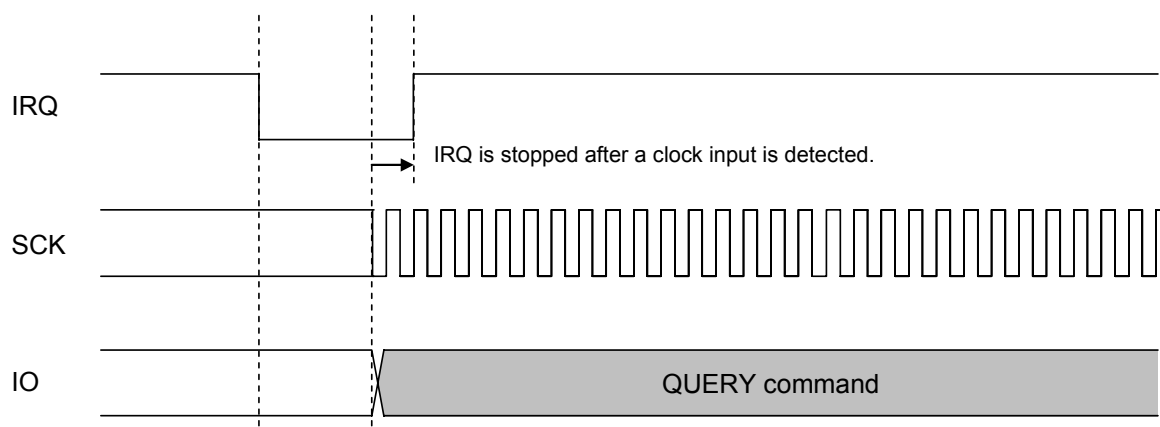 IRQ
IRQ is stopped after a clock input is detected.
SCK
IO
QUERY command